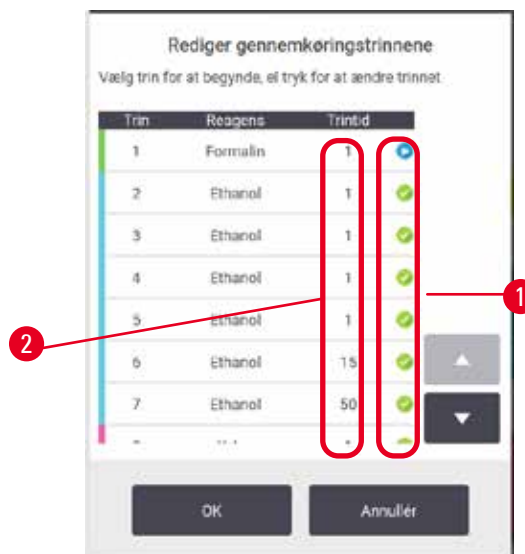 Rediger gennemkøringstrinnene
Vælg trin for at begynde, el tryk for at ændre trinnet
Trin Reagens Trintid
1 Formalin 1
2 Ethanol 1
3 Ethanol 1
4 Ethanol 1
5 Ethanol 1
6 Ethanol 15
7 Ethanol 50
OK Annullér
1
2